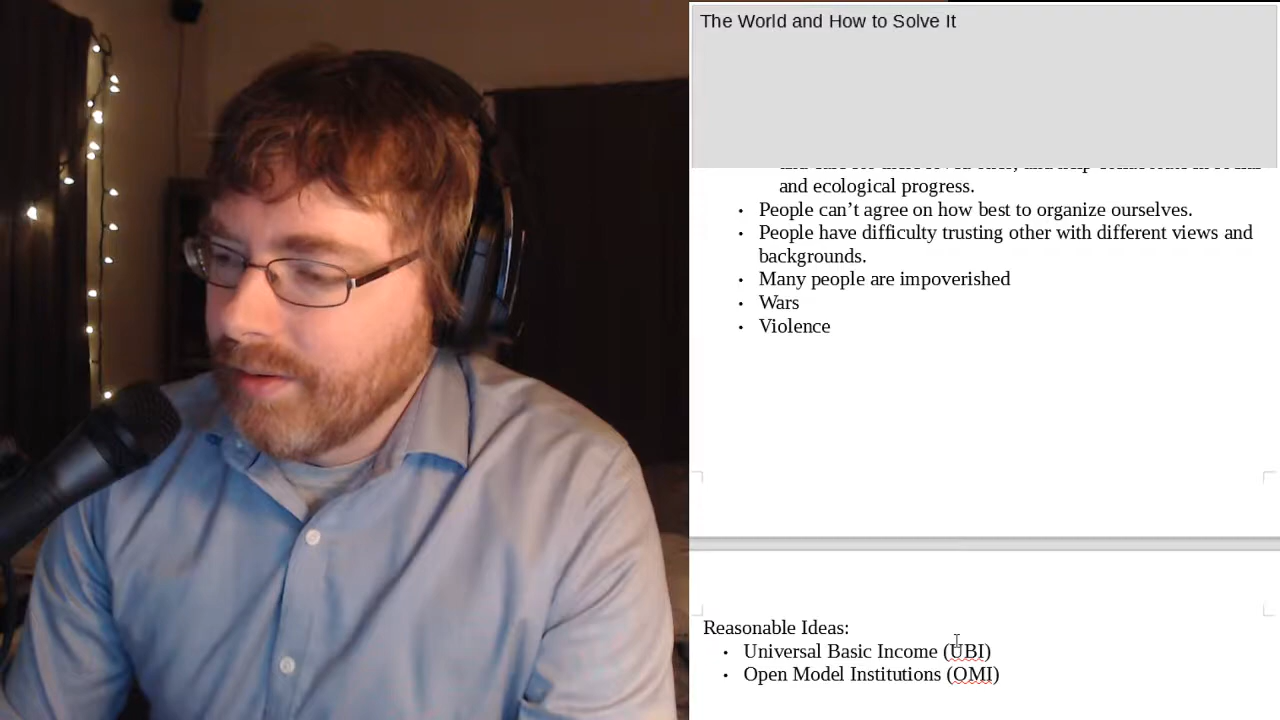 The World and How to Solve It
and ecological progress.
• People can’t agree on how best to organize ourselves.
• People have difficulty trusting other with different views and
backgrounds.
• Many people are impoverished
• Wars
• Violence
Reasonable Ideas:
• Universal Basic Income (UBI)
• Open Model Institutions (OMI)